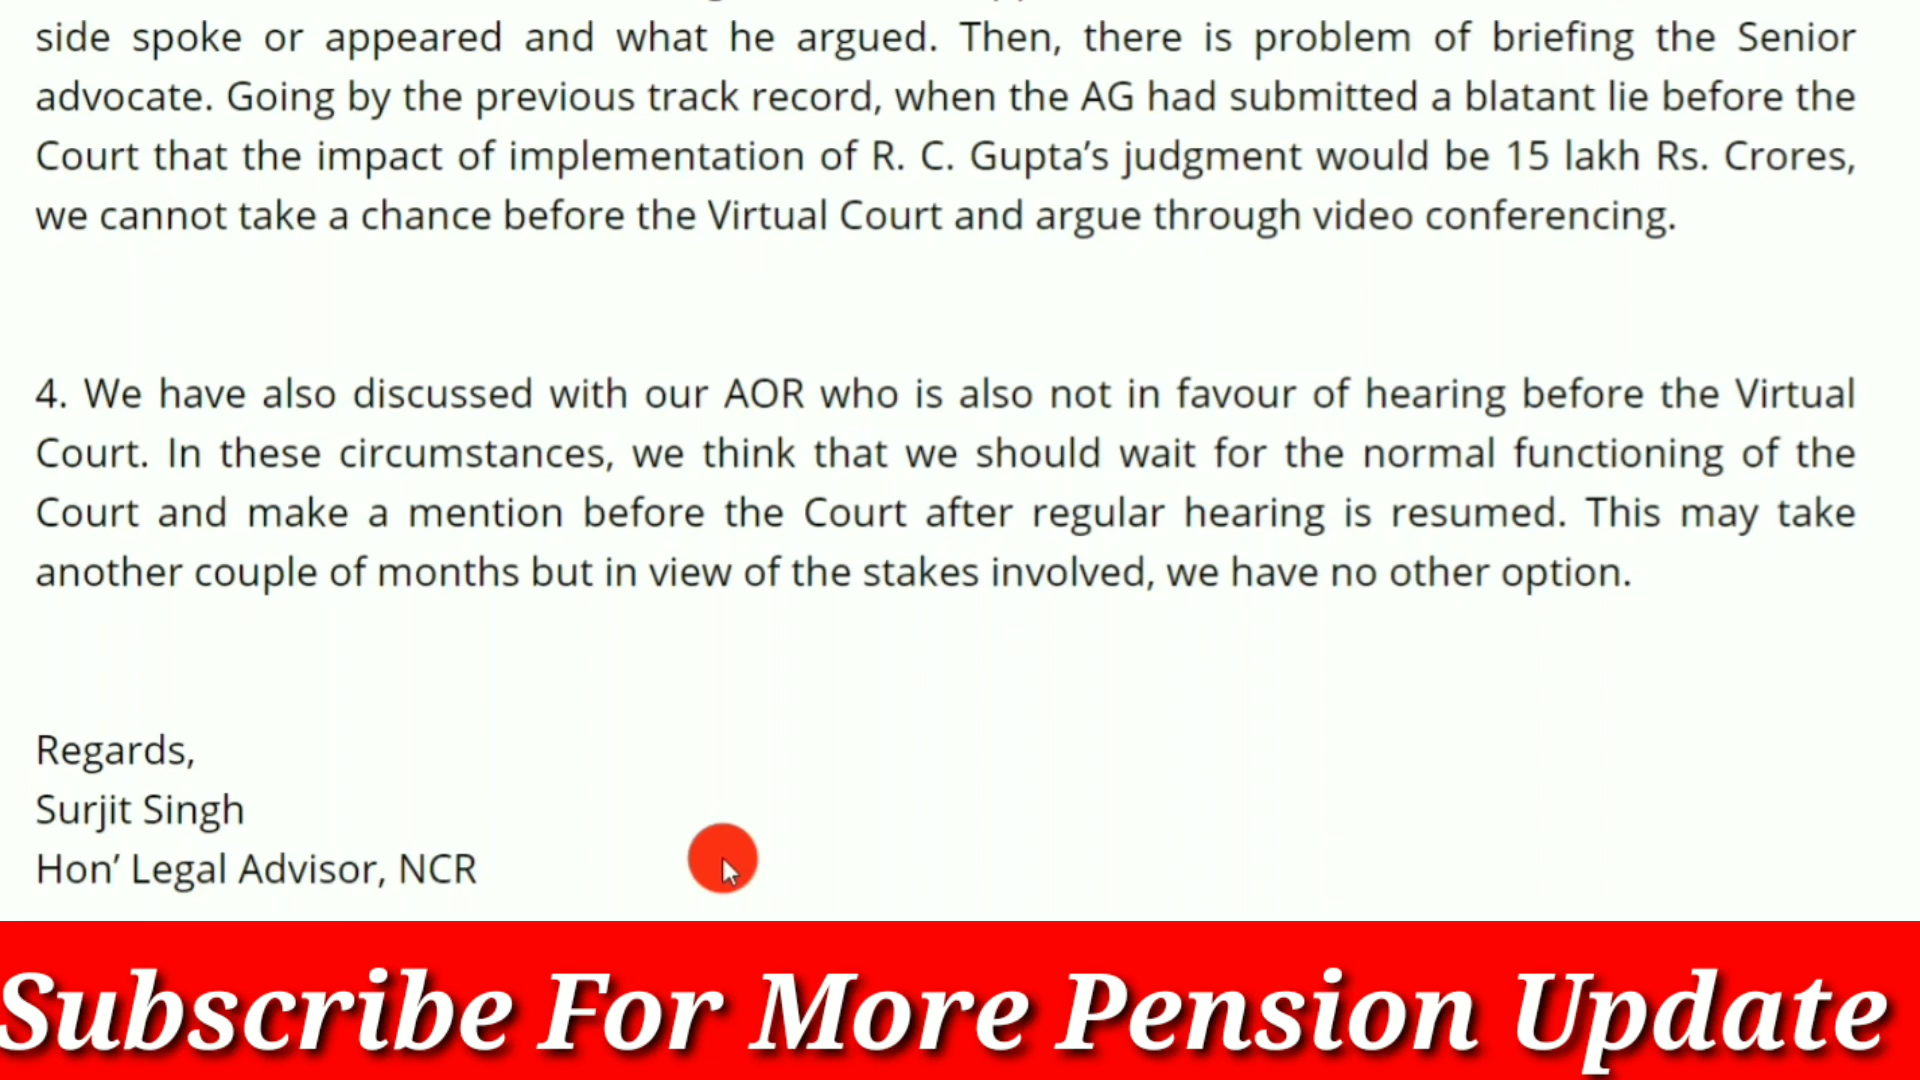 side spoke or appeared and what he argued. Then, there is problem of briefing the Senior
advocate. Going by the previous track record, when the AG had submitted a blatant lie before the
Court that the impact of implementation of R. C. Gupta’s judgment would be 15 lakh Rs. Crores,
we cannot take a chance before the Virtual Court and argue through video conferencing.
4. We have also discussed with our AOR who is also not in favour of hearing before the Virtual
Court. In these circumstances, we think that we should wait for the normal functioning of the
Court and make a mention before the Court after regular hearing is resumed. This may take
another couple of months but in view of the stakes involved, we have no other option.
Regards,
Surjit Singh
Hon’ Legal Advisor, NCR
Subscribe For More Pension Update